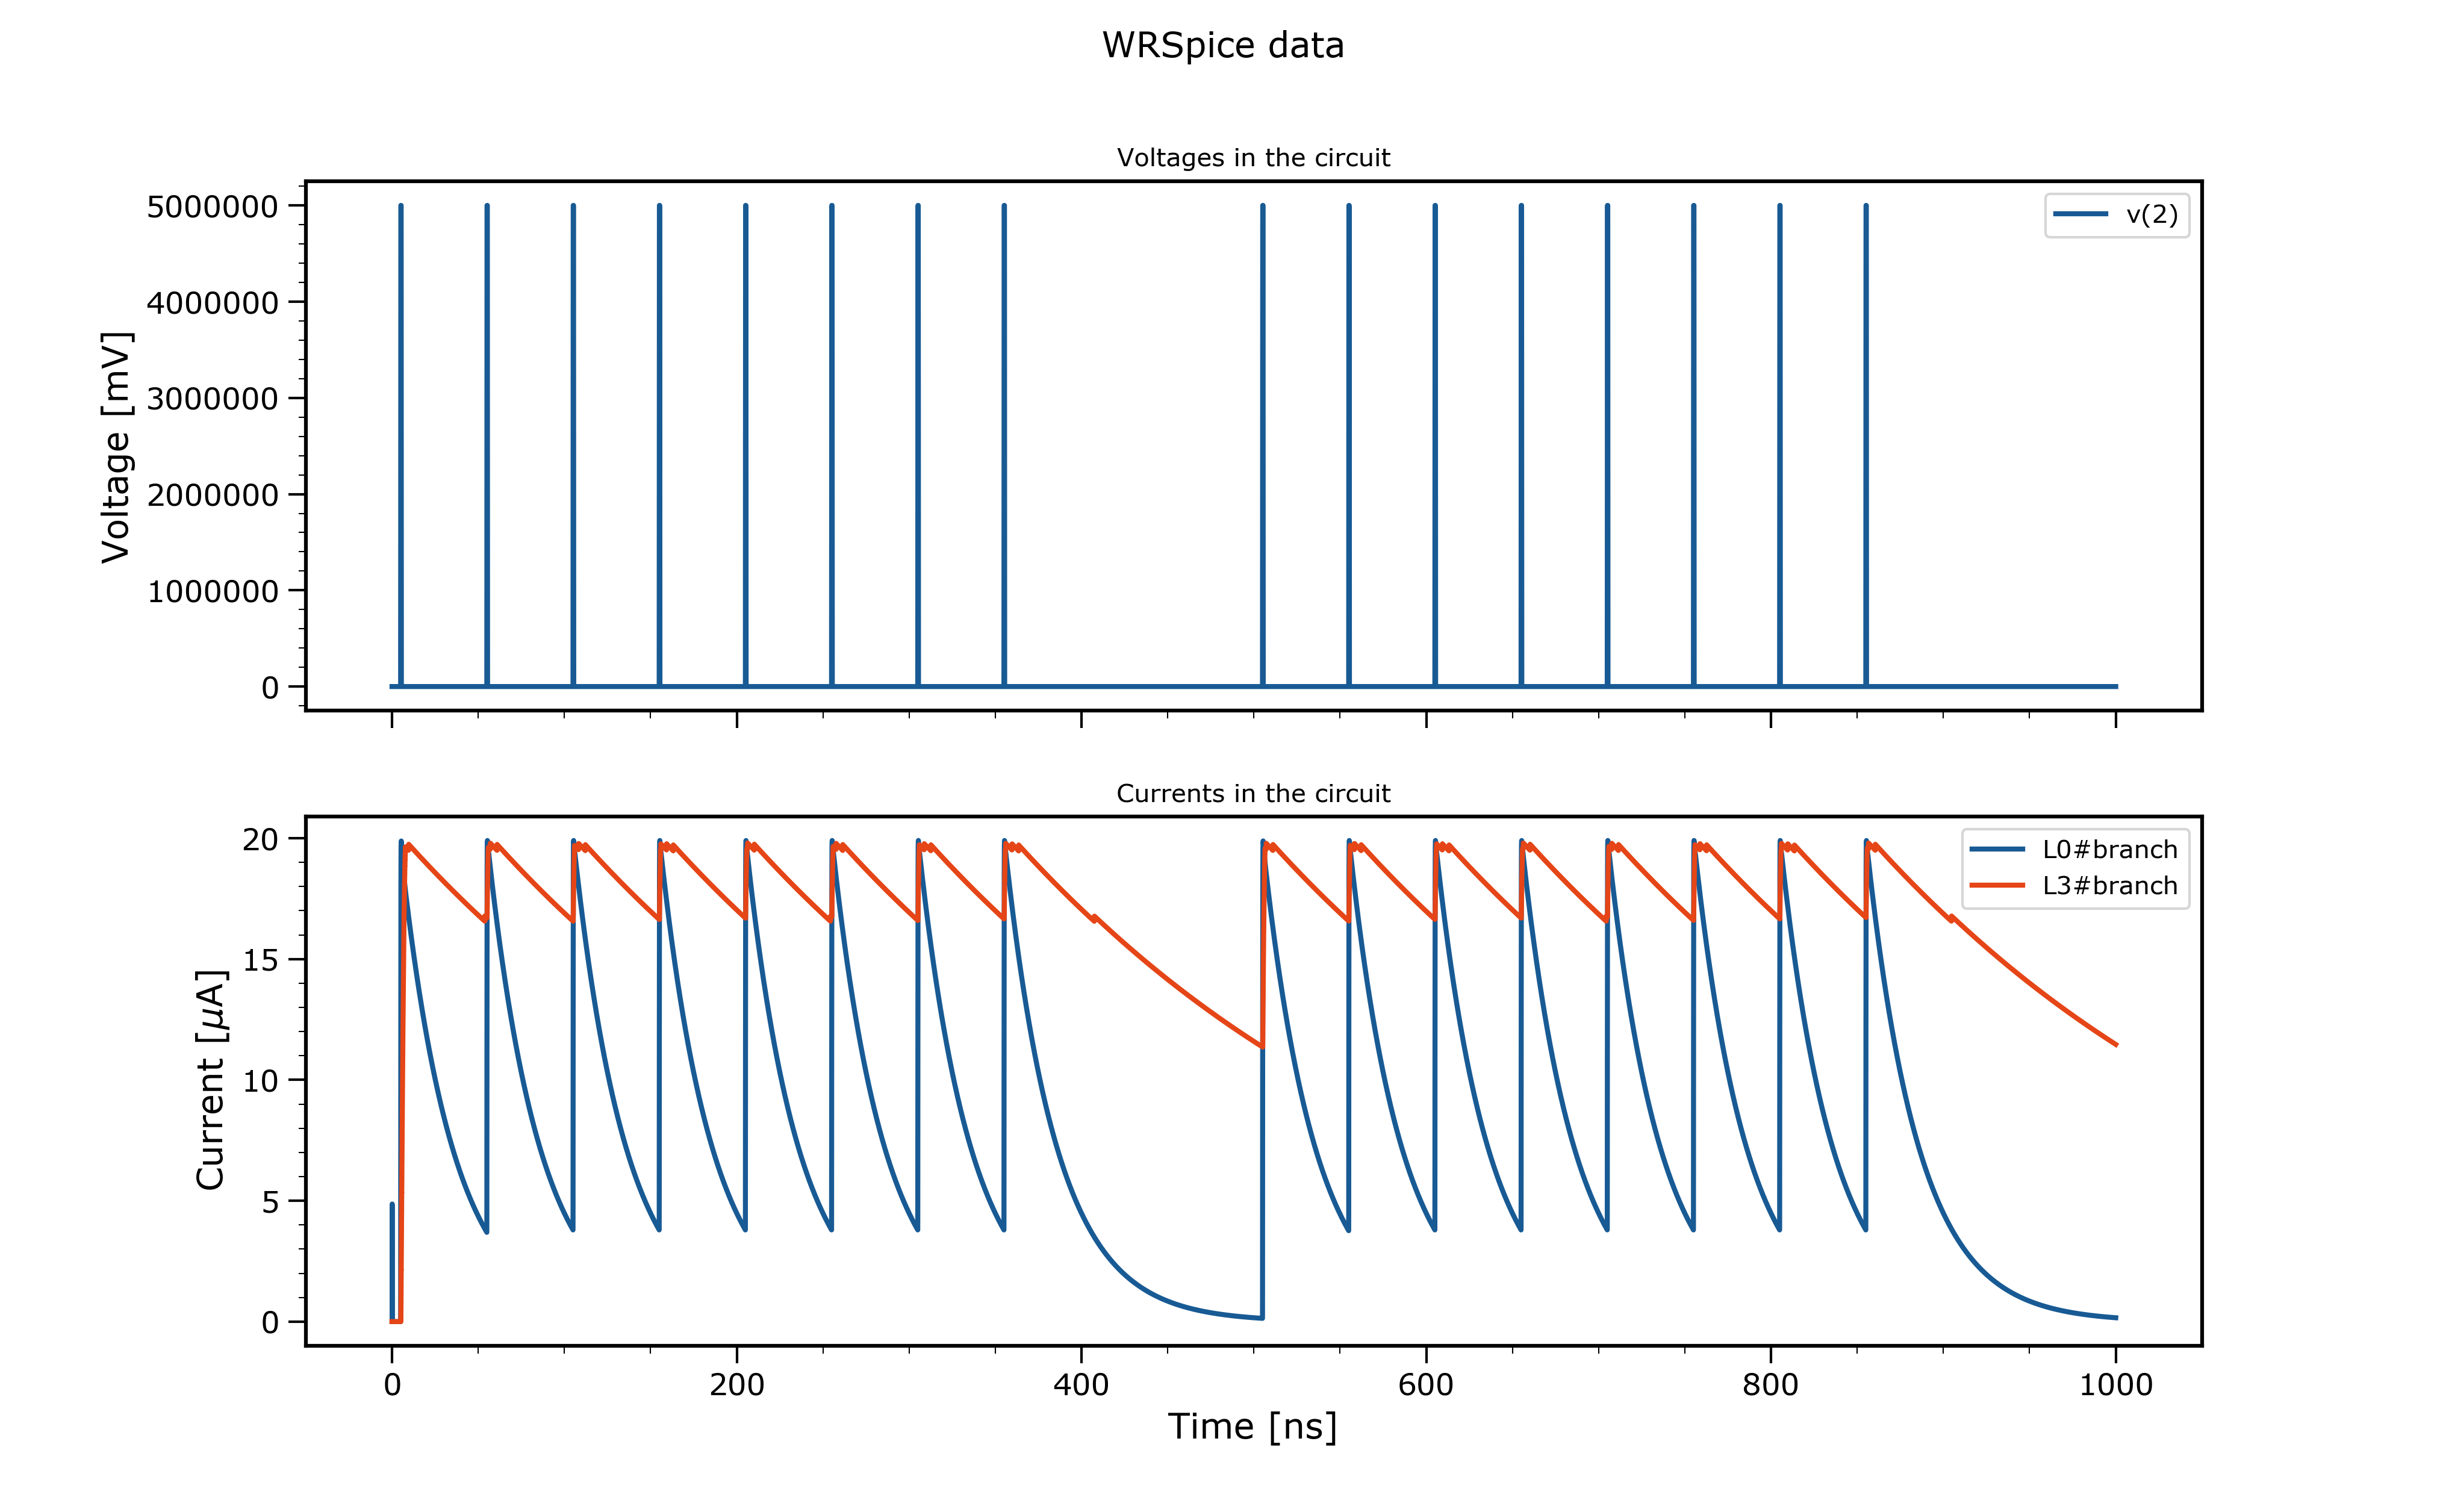 WRSpice data
Voltages in the circuit
5000000
4000000
3000000
2000000
1000000
0
Voltage [mV]
v(2)
Currents in the circuit
20
15
10
5
0
Current [μA]
L0#branch
L3#branch
0 200 400 600 800 1000
Time [ns]